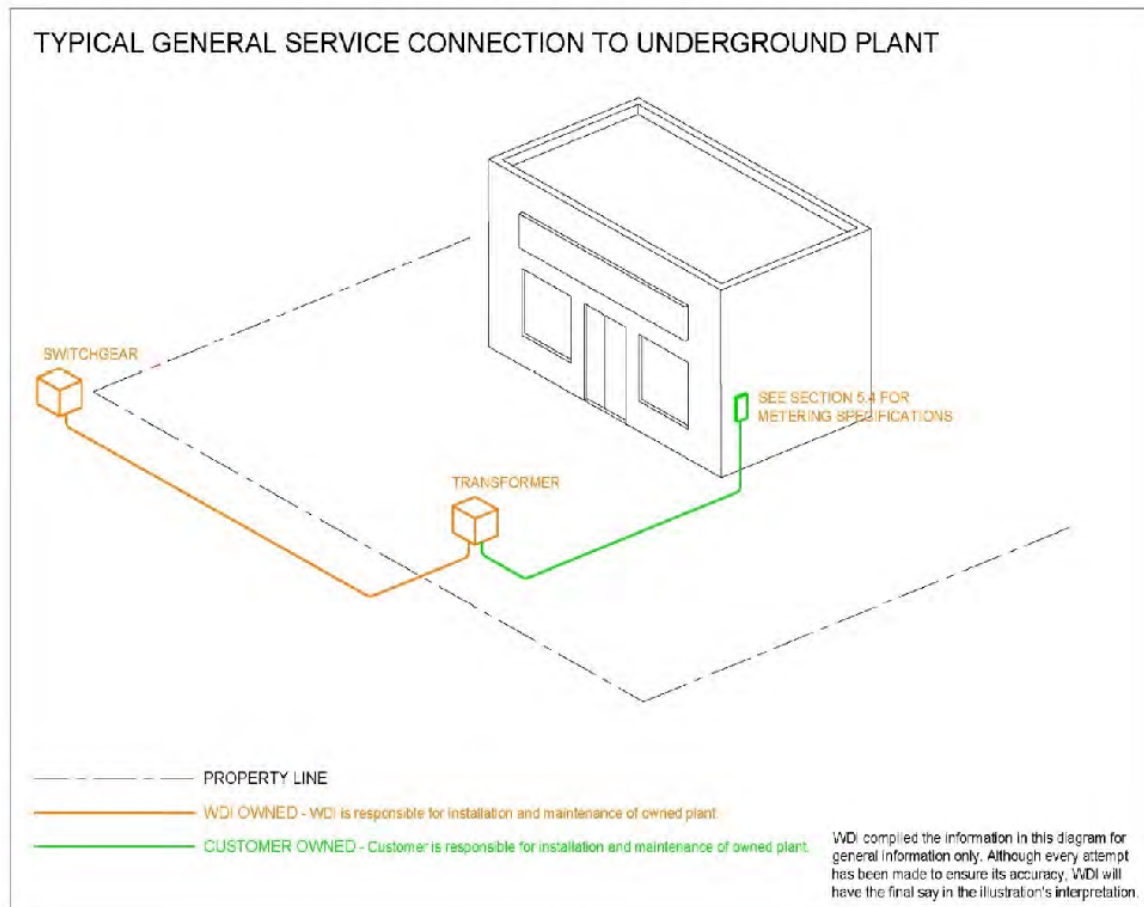 TYPICAL GENERAL SERVICE CONNECTION TO UNDERGROUND PLANT
SWITCHGEAR
SEE SECTION 5.4 FOR
METERING SPECIFICATIONS
TRANSFORMER
PROPERTY LINE
WDI OWNED - WDI is responsible for installation and maintenance of owned plant.
CUSTOMER OWNED - Customer is responsible for installation and maintenance of owned plant.
WDI compiled the information in this diagram for
general information only. Although every attempt
has been made to ensure its accuracy, WDI will
have the final say in the illustration's interpretation.